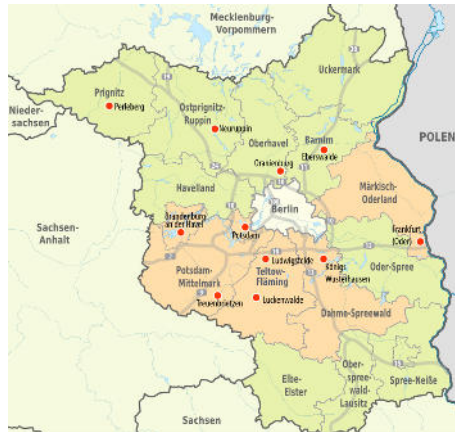 Mecklenburg-
Vorpommern
Uckermark
Prignitz
Perleberg
Nieder-
sachsen
Ostprignitz-
Ruppin
Neuruppin
Oberhavel
Barnim
Eberswalde
POLEN
Oranienburg
Havelland
Märkisch-
Oderland
Berlin
Brandenburg
an der Havel
Potsdam
Frankfurt
(Oder)
Sachsen-
Anhalt
Ludwigsfelde
Königs
Wusterhausen
Oder-Spree
Potsdam-
Mittelmark
Teltow-
Fläming
Treuenbrietzen
Luckenwalde
Dahme-Spreewald
Elbe-
Elster
Ober-
spree-
wald-
Lausitz
Spree-Neiße
Sachsen